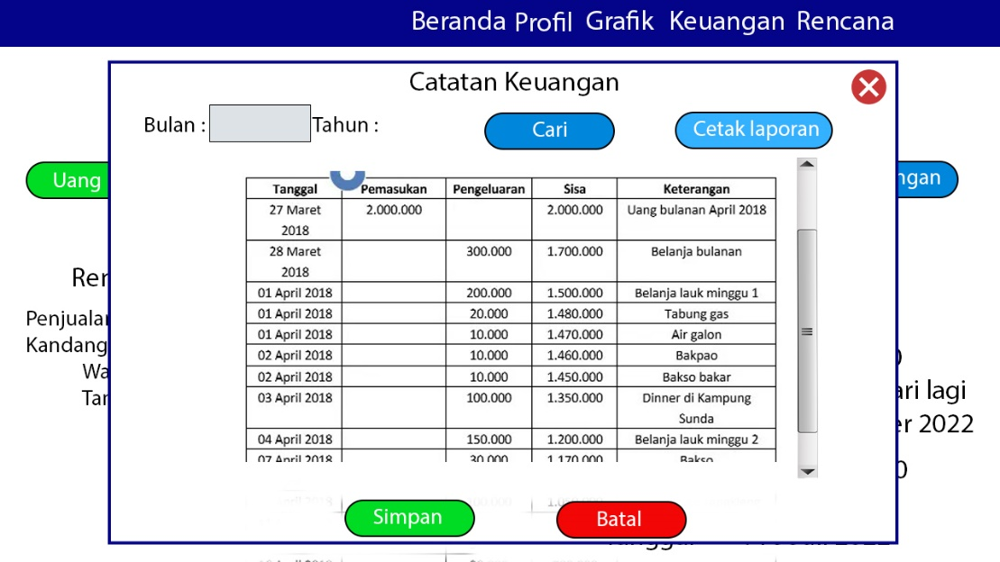 Beranda Profil Grafik Keuangan Rencana
Catatan Keuangan
Bulan : Tahun :
Cari
Cetak laporan
Uang
ngan
Tanggal Pemasukan Pengeluaran Sisa Keterangan
27 Maret 2.000.000 2.000.000 Uang bulanan April 2018
2018
28 Maret 300.000 1.700.000 Belanja bulanan
2018
01 April 2018 200.000 1.500.000 Belanja lauk minggu 1
01 April 2018 20.000 1.480.000 Tabung gas
01 April 2018 10.000 1.470.000 Air galon
02 April 2018 10.000 1.460.000 Bakpao
02 April 2018 10.000 1.450.000 Bakso bakar
03 April 2018 100.000 1.350.000 Dinner di Kampung
Sunda
04 April 2018 150.000 1.200.000 Belanja lauk minggu 2
07 April 2018 30.000 1.170.000 Bakso
Rer
Penjualan
Kandang
Wa
Tar
ari lagi
er 2022
0
Simpan
Batal